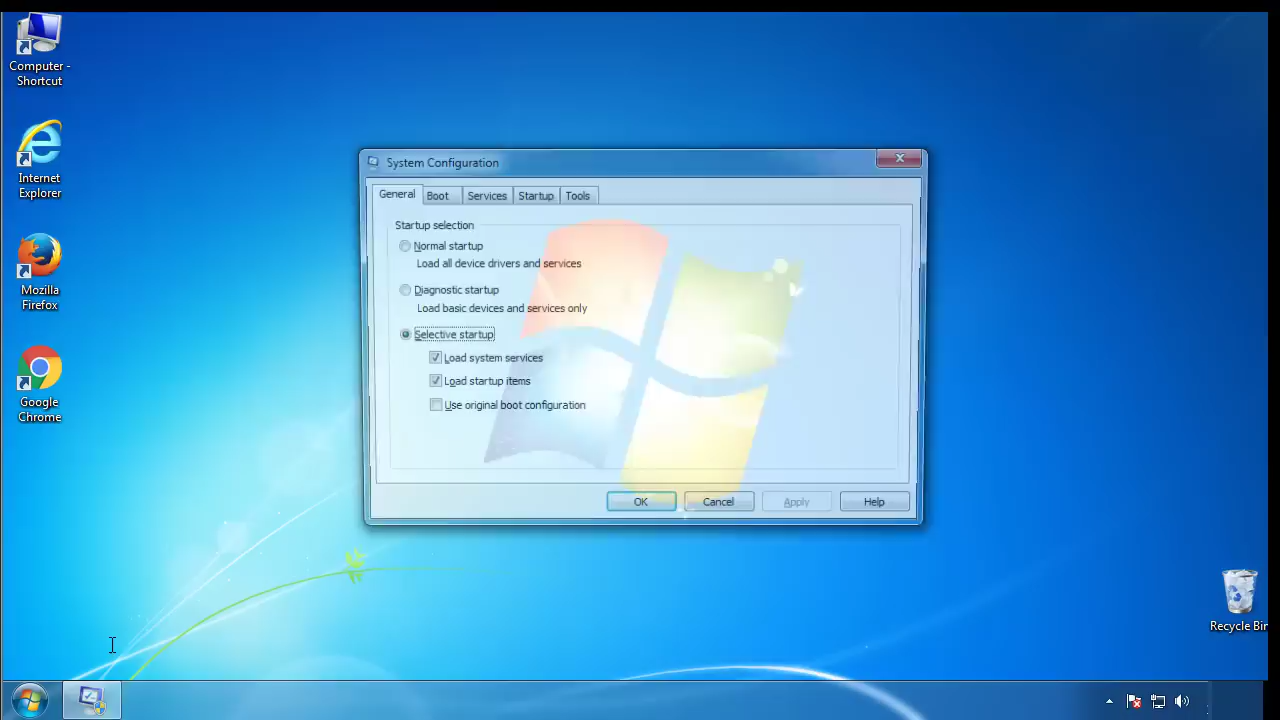 Computer -
Shortcut
Internet
Explorer
Mozilla
Firefox
Google
Chrome
System Configuration
General Boot Services Startup Tools
Startup selection
Normal startup
Load all device drivers and services
Diagnostic startup
Load basic devices and services only
Selective startup
Load system services
Load startup items
Use original boot configuration
OK Cancel Apply Help
Recycle Bin